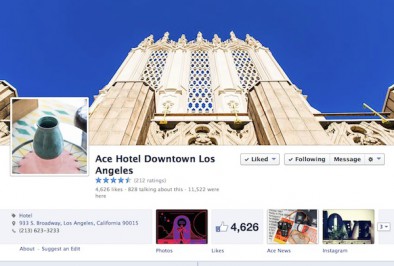 Ace Hotel Downtown Los
Angeles
(212 ratings)
4,626 likes · 828 talking about this · 11,522 were
here
Liked
Following
Message
Hotel
933 S. Broadway, Los Angeles, California 90015
(213) 623-3233
About · Suggest an Edit
4,626
Photos
Likes
Ace News
Instagram